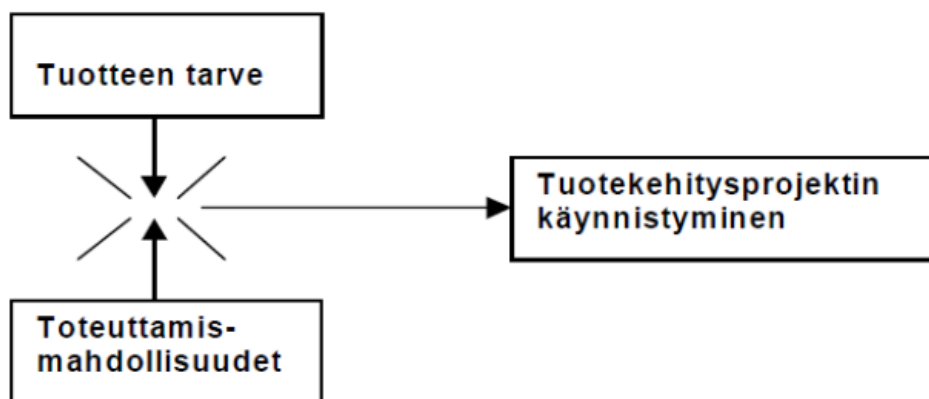 Tuotteen tarve
Tuotekehitysprojektin
käynnistyminen
Toteuttamis-
mahdollisuudet